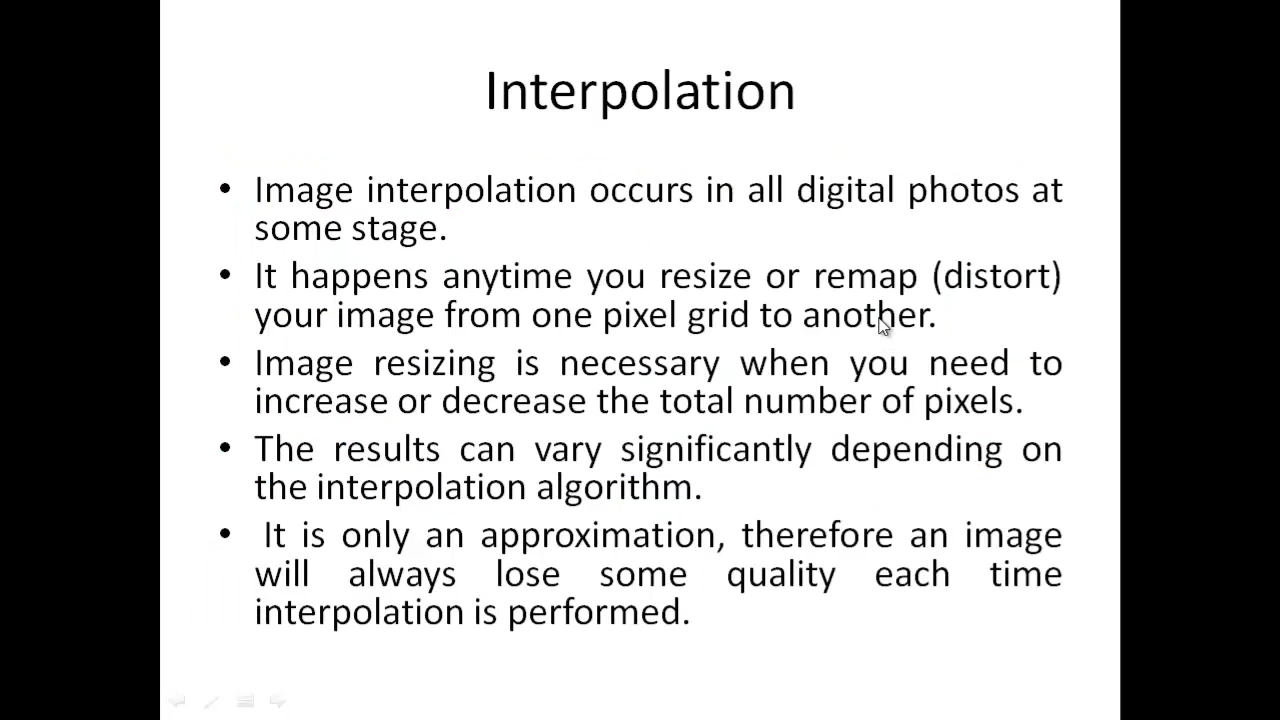 Interpolation
• Image interpolation occurs in all digital photos at
some stage.
• It happens anytime you resize or remap (distort)
your image from one pixel grid to another.
• Image resizing is necessary when you need to
increase or decrease the total number of pixels.
• The results can vary significantly depending on
the interpolation algorithm.
• It is only an approximation, therefore an image
will always lose some quality each time
interpolation is performed.